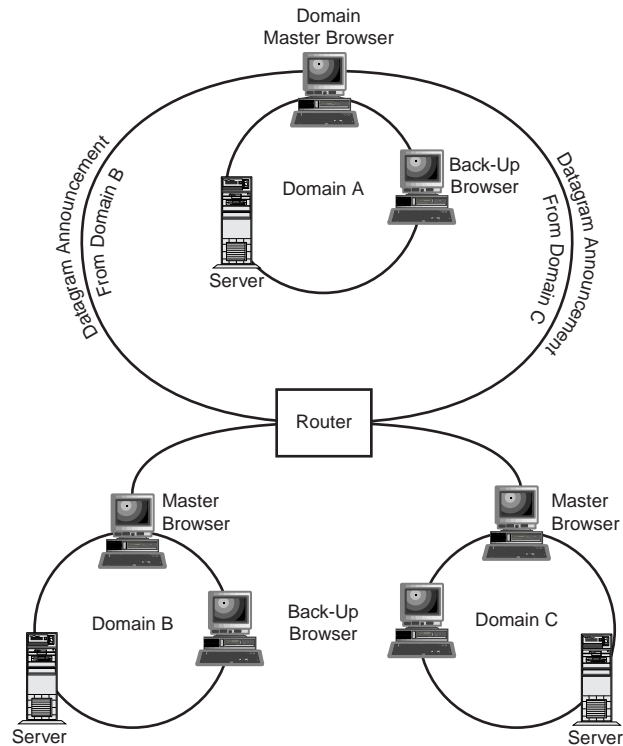 Domain
Master Browser
Datagram Announcement
From Domain B
Domain A
Back-Up
Browser
Server
Datagram Announcement
From Domain C
Router
Master
Browser
Master
Browser
Domain B
Back-Up
Browser
Domain C
Server
Server